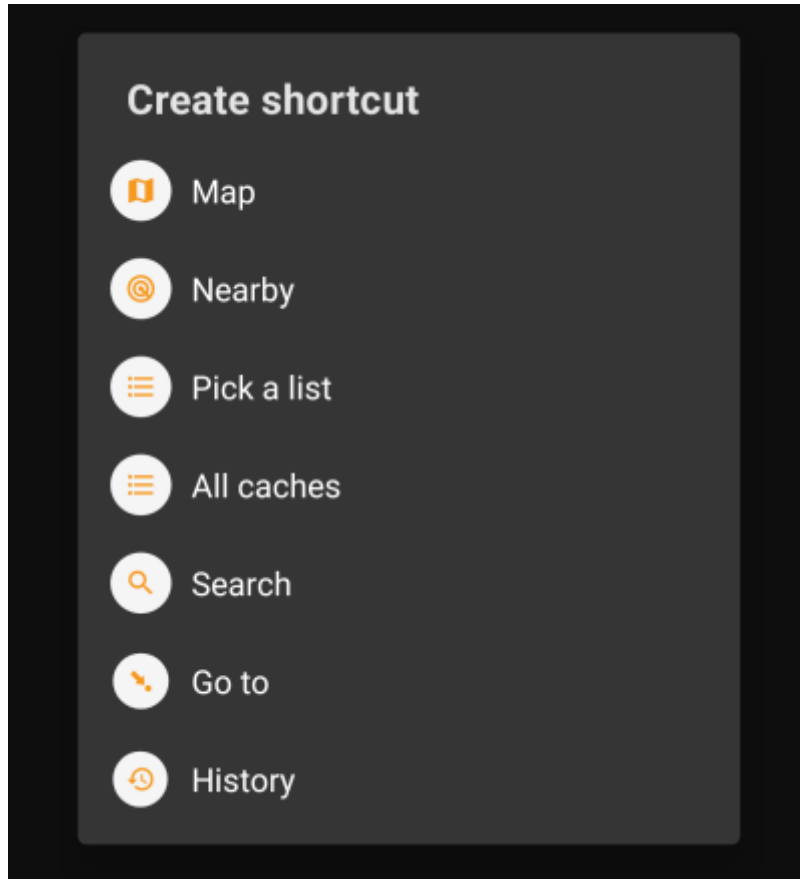 Create shortcut
Map
Nearby
Pick a list
All caches
Search
Go to
History